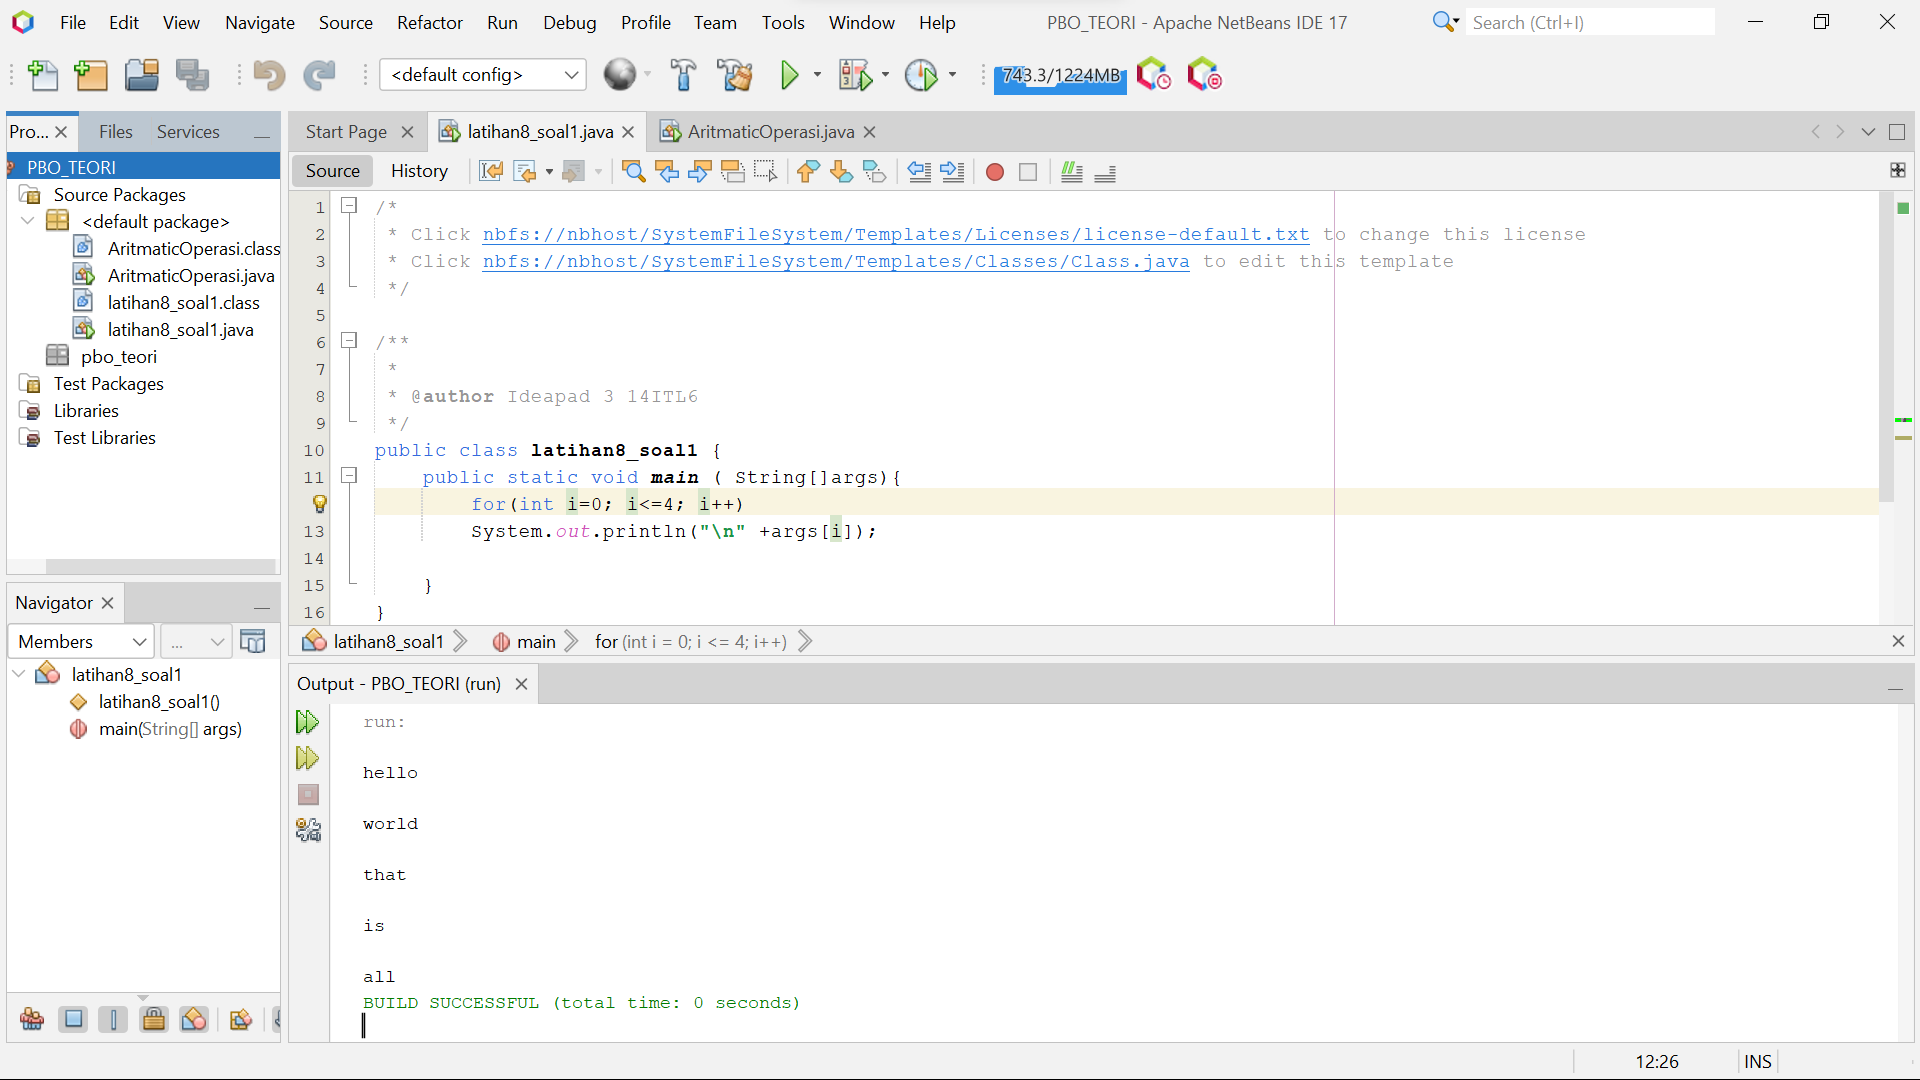 File Edit View Navigate Source Refactor Run Debug Profile Team Tools Window Help PBO_TEORI - Apache NetBeans IDE 17 Search (Ctrl+I)
<default config> 743.3/1224MB
Pro... Files Services Start Page latihan8_soal1.java AritmaticOperasi.java
PBO_TEORI
Source Packages
<default package>
AritmaticOperasi.class
AritmaticOperasi.java
latihan8_soal1.class
latihan8_soal1.java
pbo_teori
Test Packages
Libraries
Test Libraries
Source History
1 /*
2 * Click nbfs://nbhost/SystemFileSystem/Templates/Licenses/license-default.txt to change this license
3 * Click nbfs://nbhost/SystemFileSystem/Templates/Classes/Class.java to edit this template
4 */
5
6 /**
7 *
8 * @author Ideapad 3 14ITL6
9 */
10 public class latihan8_soal1 {
11 public static void main ( String[]args){
for(int i=0; i<=4; i++)
13 System.out.println("\n" +args[i]);
14
15 }
16 }
latihan8_soal1 main for (int i = 0; i <= 4; i++)
Navigator
Members ...
latihan8_soal1
latihan8_soal1()
main(String[] args)
Output - PBO_TEORI (run)
run:
hello
world
that
is
all
BUILD SUCCESSFUL (total time: 0 seconds)
12:26 INS